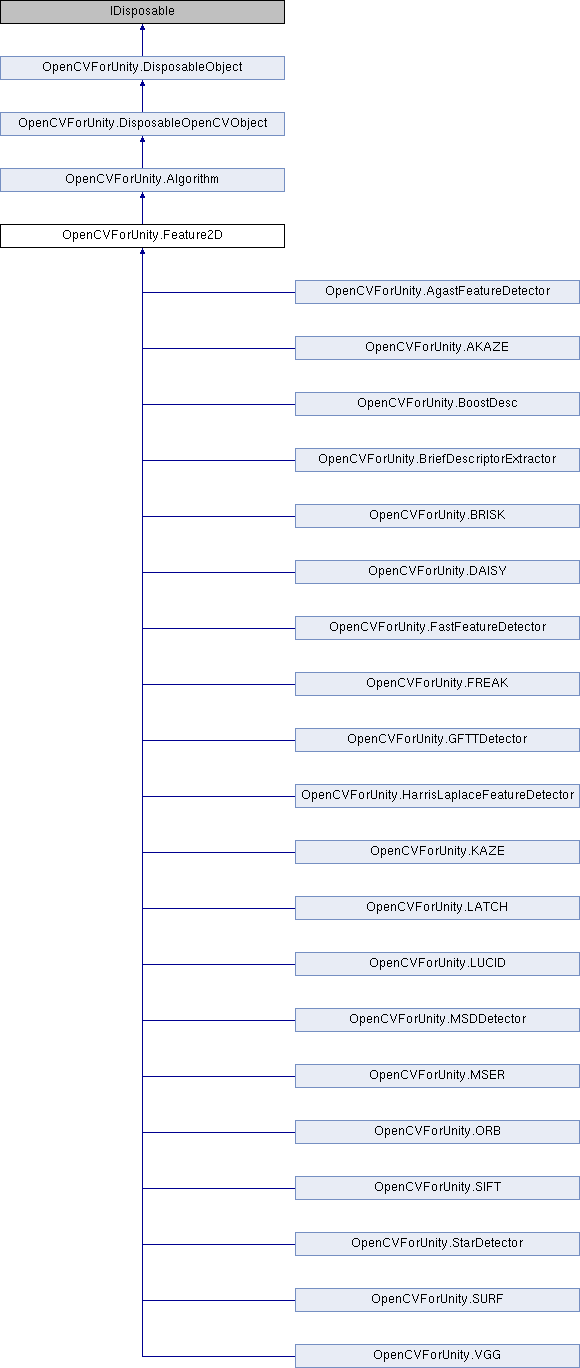 IDisposable
OpenCVForUnity.DisposableObject
OpenCVForUnity.DisposableOpenCVObject
OpenCVForUnity.Algorithm
OpenCVForUnity.Feature2D
OpenCVForUnity.AgastFeatureDetector
OpenCVForUnity.AKAZE
OpenCVForUnity.BoostDesc
OpenCVForUnity.BriefDescriptorExtractor
OpenCVForUnity.BRISK
OpenCVForUnity.DAISY
OpenCVForUnity.FastFeatureDetector
OpenCVForUnity.FREAK
OpenCVForUnity.GFTTDetector
OpenCVForUnity.HarrisLaplaceFeatureDetector
OpenCVForUnity.KAZE
OpenCVForUnity.LATCH
OpenCVForUnity.LUCID
OpenCVForUnity.MSDDetector
OpenCVForUnity.MSER
OpenCVForUnity.ORB
OpenCVForUnity.SIFT
OpenCVForUnity.StarDetector
OpenCVForUnity.SURF
OpenCVForUnity.VGG